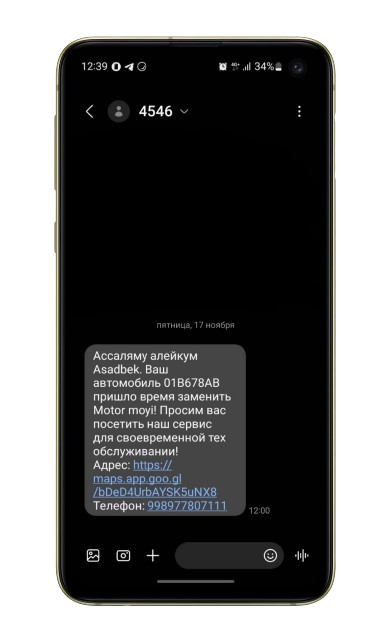 12:39
4G+ 34%
4546
пятница, 17 ноября
Ассаляму алейкум
Asadbek. Ваш
автомобиль 01B678AB
пришло время заменить
Motor moyi! Просим вас
посетить наш сервис
для своевременной тех
обслуживании!
Адрес: https://
maps.app.goo.gl
/bDeD4UrbAYSK5uNX8
Телефон: 998977807111
12:00